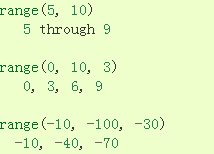 range(5, 10)
5 through 9
range(0, 10, 3)
0, 3, 6, 9
range(-10, -100, -30)
-10, -40, -70